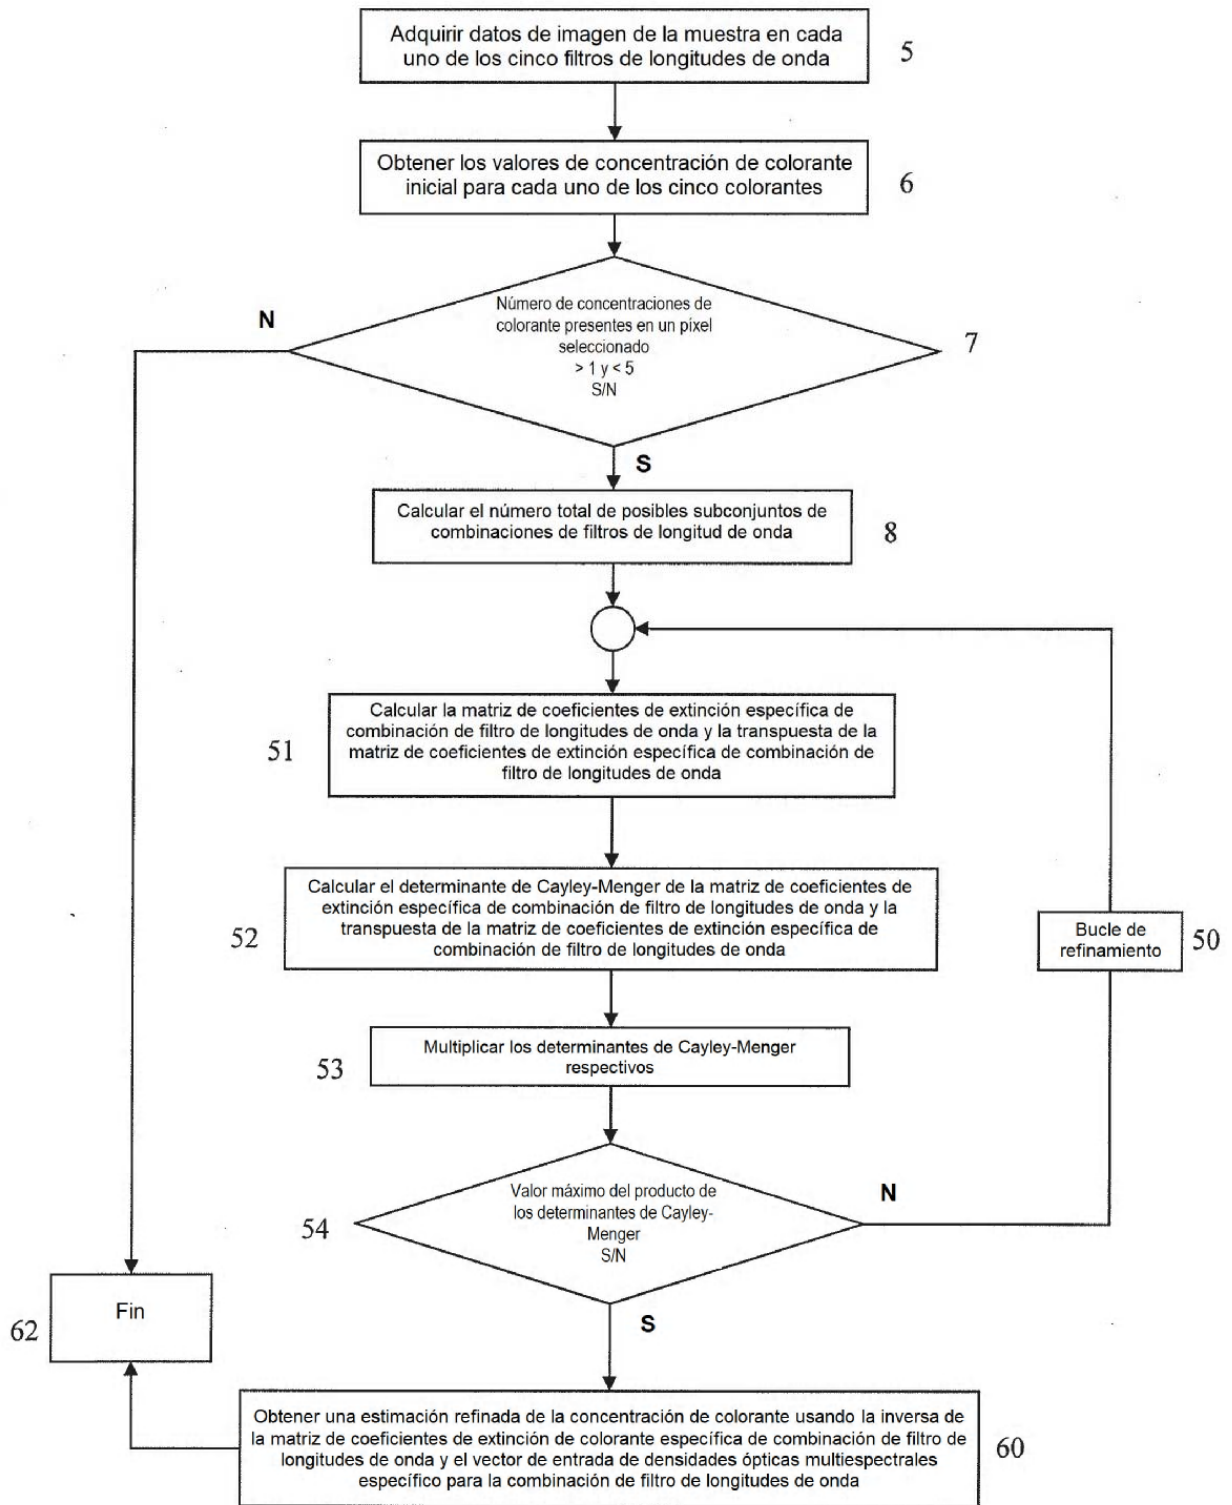 Adquirir datos de imagen de la muestra en cada
uno de los cinco filtros de longitudes de onda
5
Obtener los valores de concentración de colorante
inicial para cada uno de los cinco colorantes
6
Número de concentraciones de
colorante presentes en un pixel
seleccionado
> 1 y < 5
S/N
N
7
S
Calcular el número total de posibles subconjuntos de
combinaciones de filtros de longitud de onda
8
Calcular la matriz de coeficientes de extinción específica de
combinación de filtro de longitudes de onda y la transpuesta de la
matriz de coeficientes de extinción específica de combinación de
filtro de longitudes de onda
51
Calcular el determinante de Cayley-Menger de la matriz de coeficientes de
extinción específica de combinación de filtro de longitudes de onda y la
transpuesta de la matriz de coeficientes de extinción específica de
combinación de filtro de longitudes de onda
52
Bucle de
refinamiento
50
Multiplicar los determinantes de Cayley-Menger
respectivos
53
Valor máximo del producto de
los determinantes de Cayley-
Menger
S/N
54
N
S
Fin
62
Obtener una estimación refinada de la concentración de colorante usando la inversa de
la matriz de coeficientes de extinción de colorante específica de combinación de filtro de
longitudes de onda y el vector de entrada de densidades ópticas multiespectrales
específico para la combinación de filtro de longitudes de onda
60